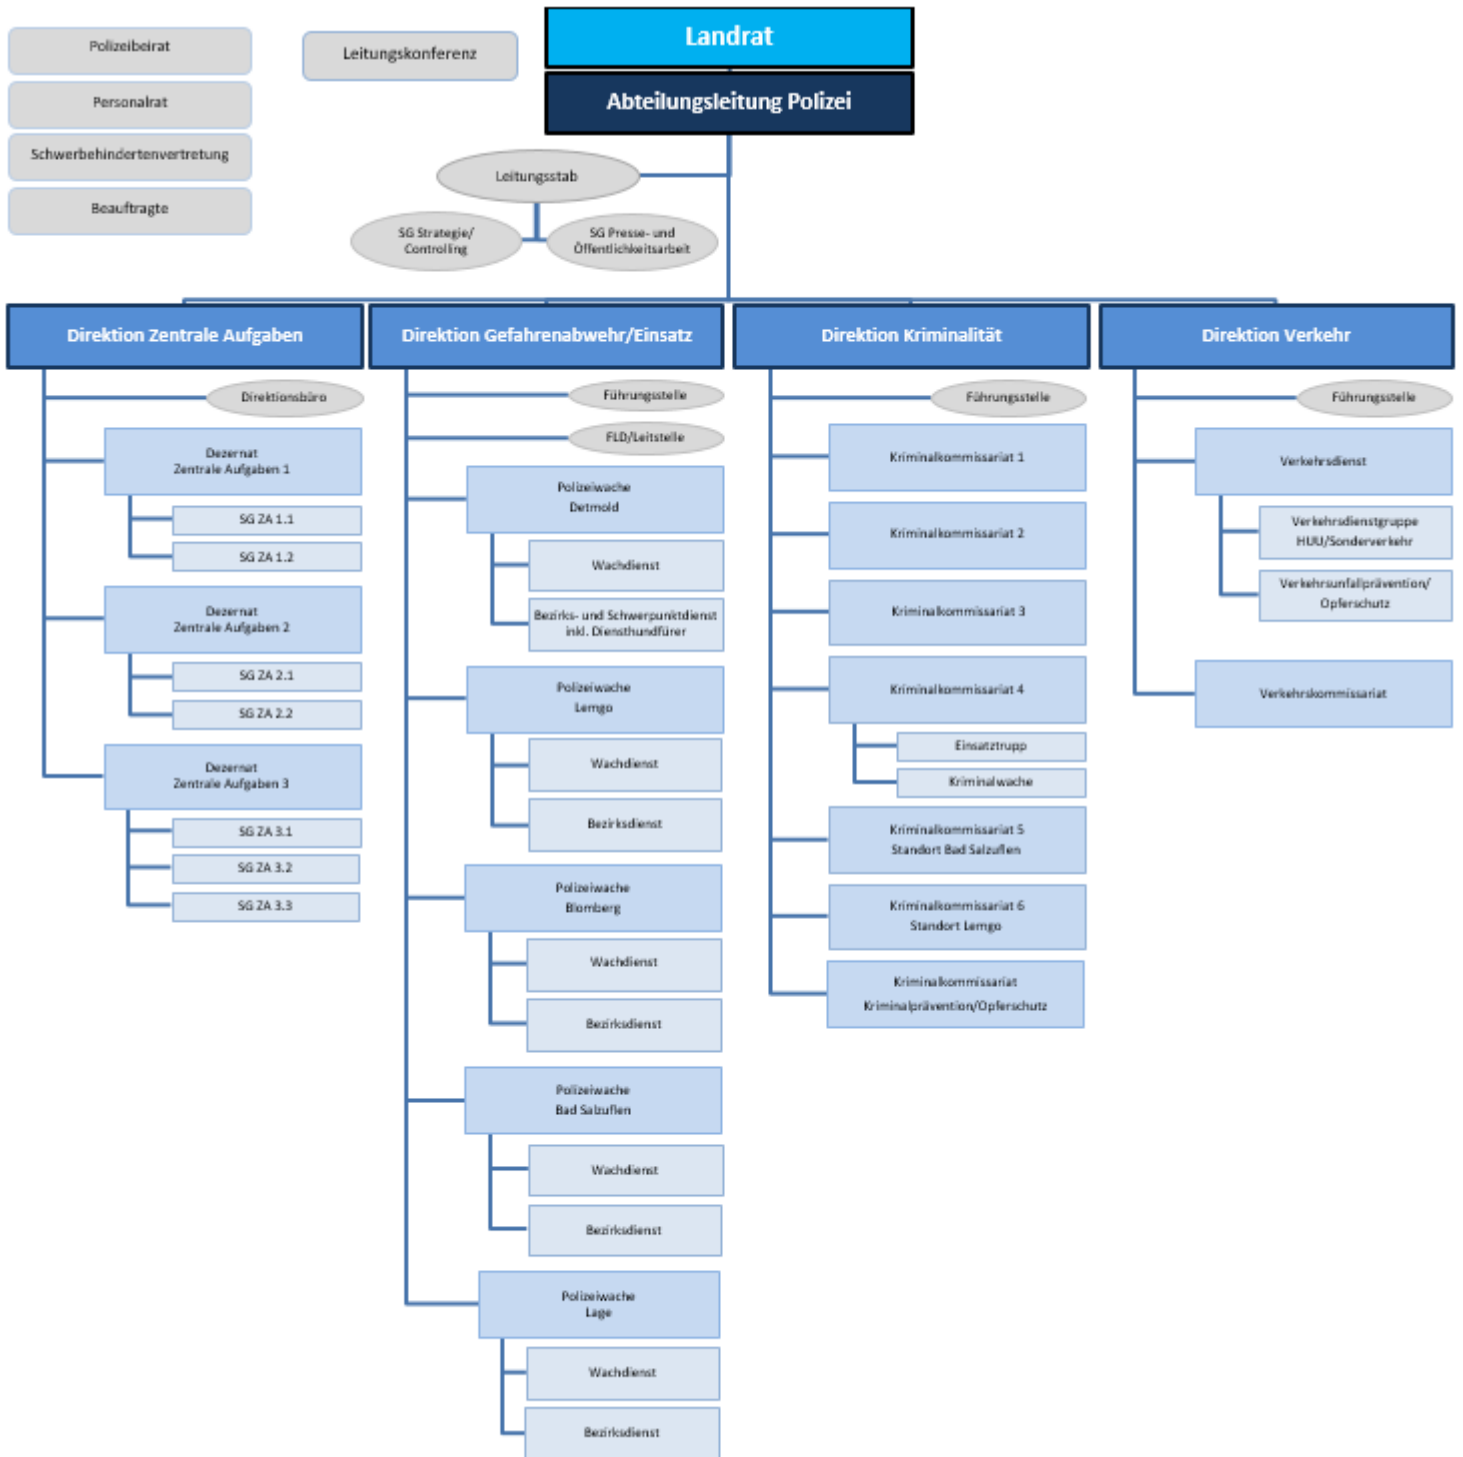 Polizeibeirat
Personalrat
Schwerbehindertenvertretung
Beauftragte
Leitungskonferenz
Landrat
Abteilungsleitung Polizei
Leitungsstab
SG Strategie/
Controlling
SG Presse- und
Öffentlichkeitsarbeit
Direktion Zentrale Aufgaben
Direktionsbüro
Dezernat
Zentrale Aufgaben 1
SG ZA 1.1
SG ZA 1.2
Dezernat
Zentrale Aufgaben 2
SG ZA 2.1
SG ZA 2.2
Dezernat
Zentrale Aufgaben 3
SG ZA 3.1
SG ZA 3.2
SG ZA 3.3
Direktion Gefahrenabwehr/Einsatz
Führungsstelle
FLD/Leitstelle
Polizeiwache
Detmold
Wachdienst
Bezirks- und Schwerpunktdienst
inkl. Diensthundfürer
Polizeiwache
Lemgo
Wachdienst
Bezirksdienst
Polizeiwache
Blomberg
Wachdienst
Bezirksdienst
Polizeiwache
Bad Salzuflen
Wachdienst
Bezirksdienst
Polizeiwache
Lage
Wachdienst
Bezirksdienst
Direktion Kriminalität
Führungsstelle
Kriminalkommissariat 1
Kriminalkommissariat 2
Kriminalkommissariat 3
Kriminalkommissariat 4
Einsatztrupp
Kriminalwache
Kriminalkommissariat 5
Standort Bad Salzuflen
Kriminalkommissariat 6
Standort Lemgo
Kriminalkommissariat
Kriminalprävention/Opferschutz
Direktion Verkehr
Führungsstelle
Verkehrsdienst
Verkehrsdienstgruppe
HUU/Sonderverkehr
Verkehrsunfallprävention/
Opferschutz
Verkehrskommissariat